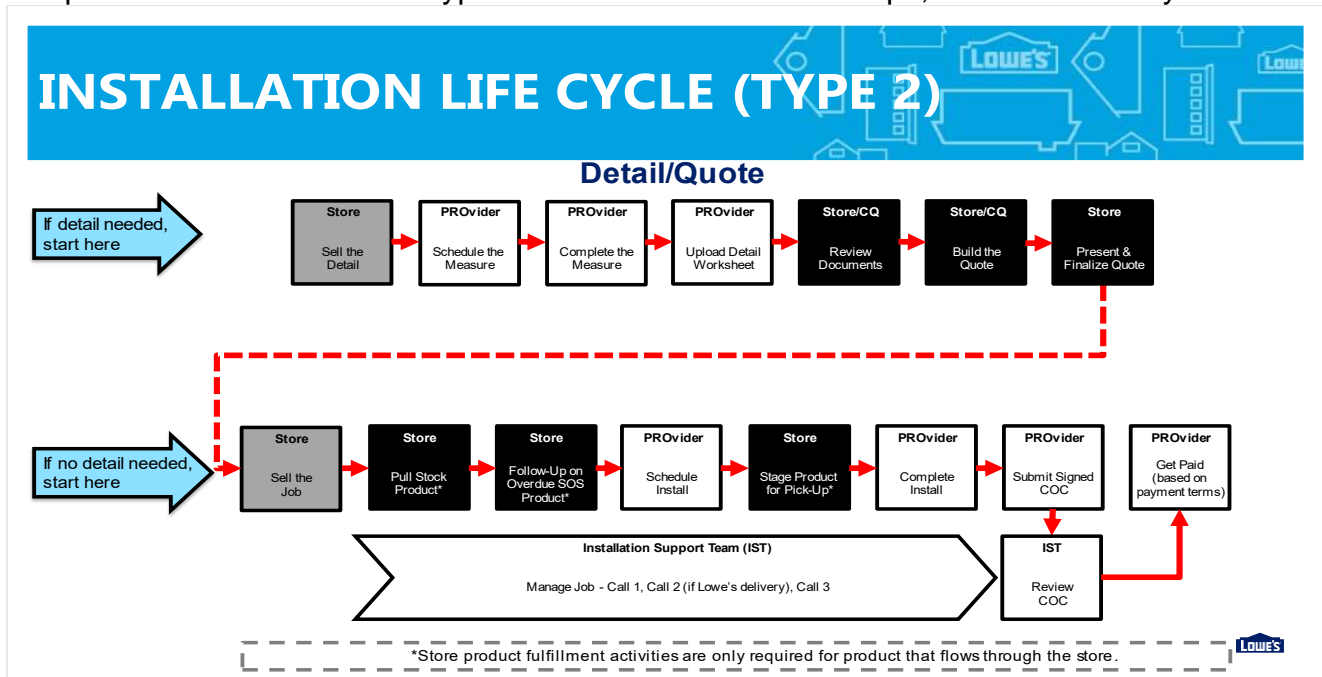 LOWE'S
LOWE'S
INSTALLATION LIFE CYCLE (TYPE 2)
Detail/Quote
If detail needed,
start here
Store
Sell the
Detail
PROvider
Schedule the
Measure
PROvider
Complete the
Measure
PROvider
Upload Detail
Worksheet
Store/CQ
Review
Documents
Store/CQ
Build the
Quote
Store
Present &
Finalize Quote
If no detail needed,
start here
Store
Sell the
Job
Store
Pull Stock
Product*
Store
Follow-Up on
Overdue SOS
Product*
PROvider
Schedule
Install
Store
Stage Product
for Pick-Up*
PROvider
Complete
Install
PROvider
Submit Signed
COC
PROvider
Get Paid
(based on
payment terms)
Installation Support Team (IST)
Manage Job - Call 1, Call 2 (if Lowe's delivery), Call 3
IST
Review
COC
*Store product fulfillment activities are only required for product that flows through the store.
LOWE'S